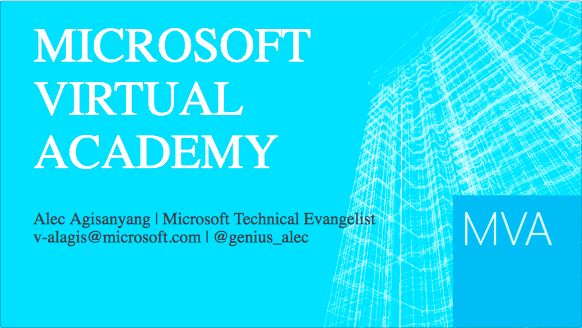 MICROSOFT
VIRTUAL
ACADEMY
Alec Agisanyang | Microsoft Technical Evangelist
v-alagis@microsoft.com | @genius_alec
MVA